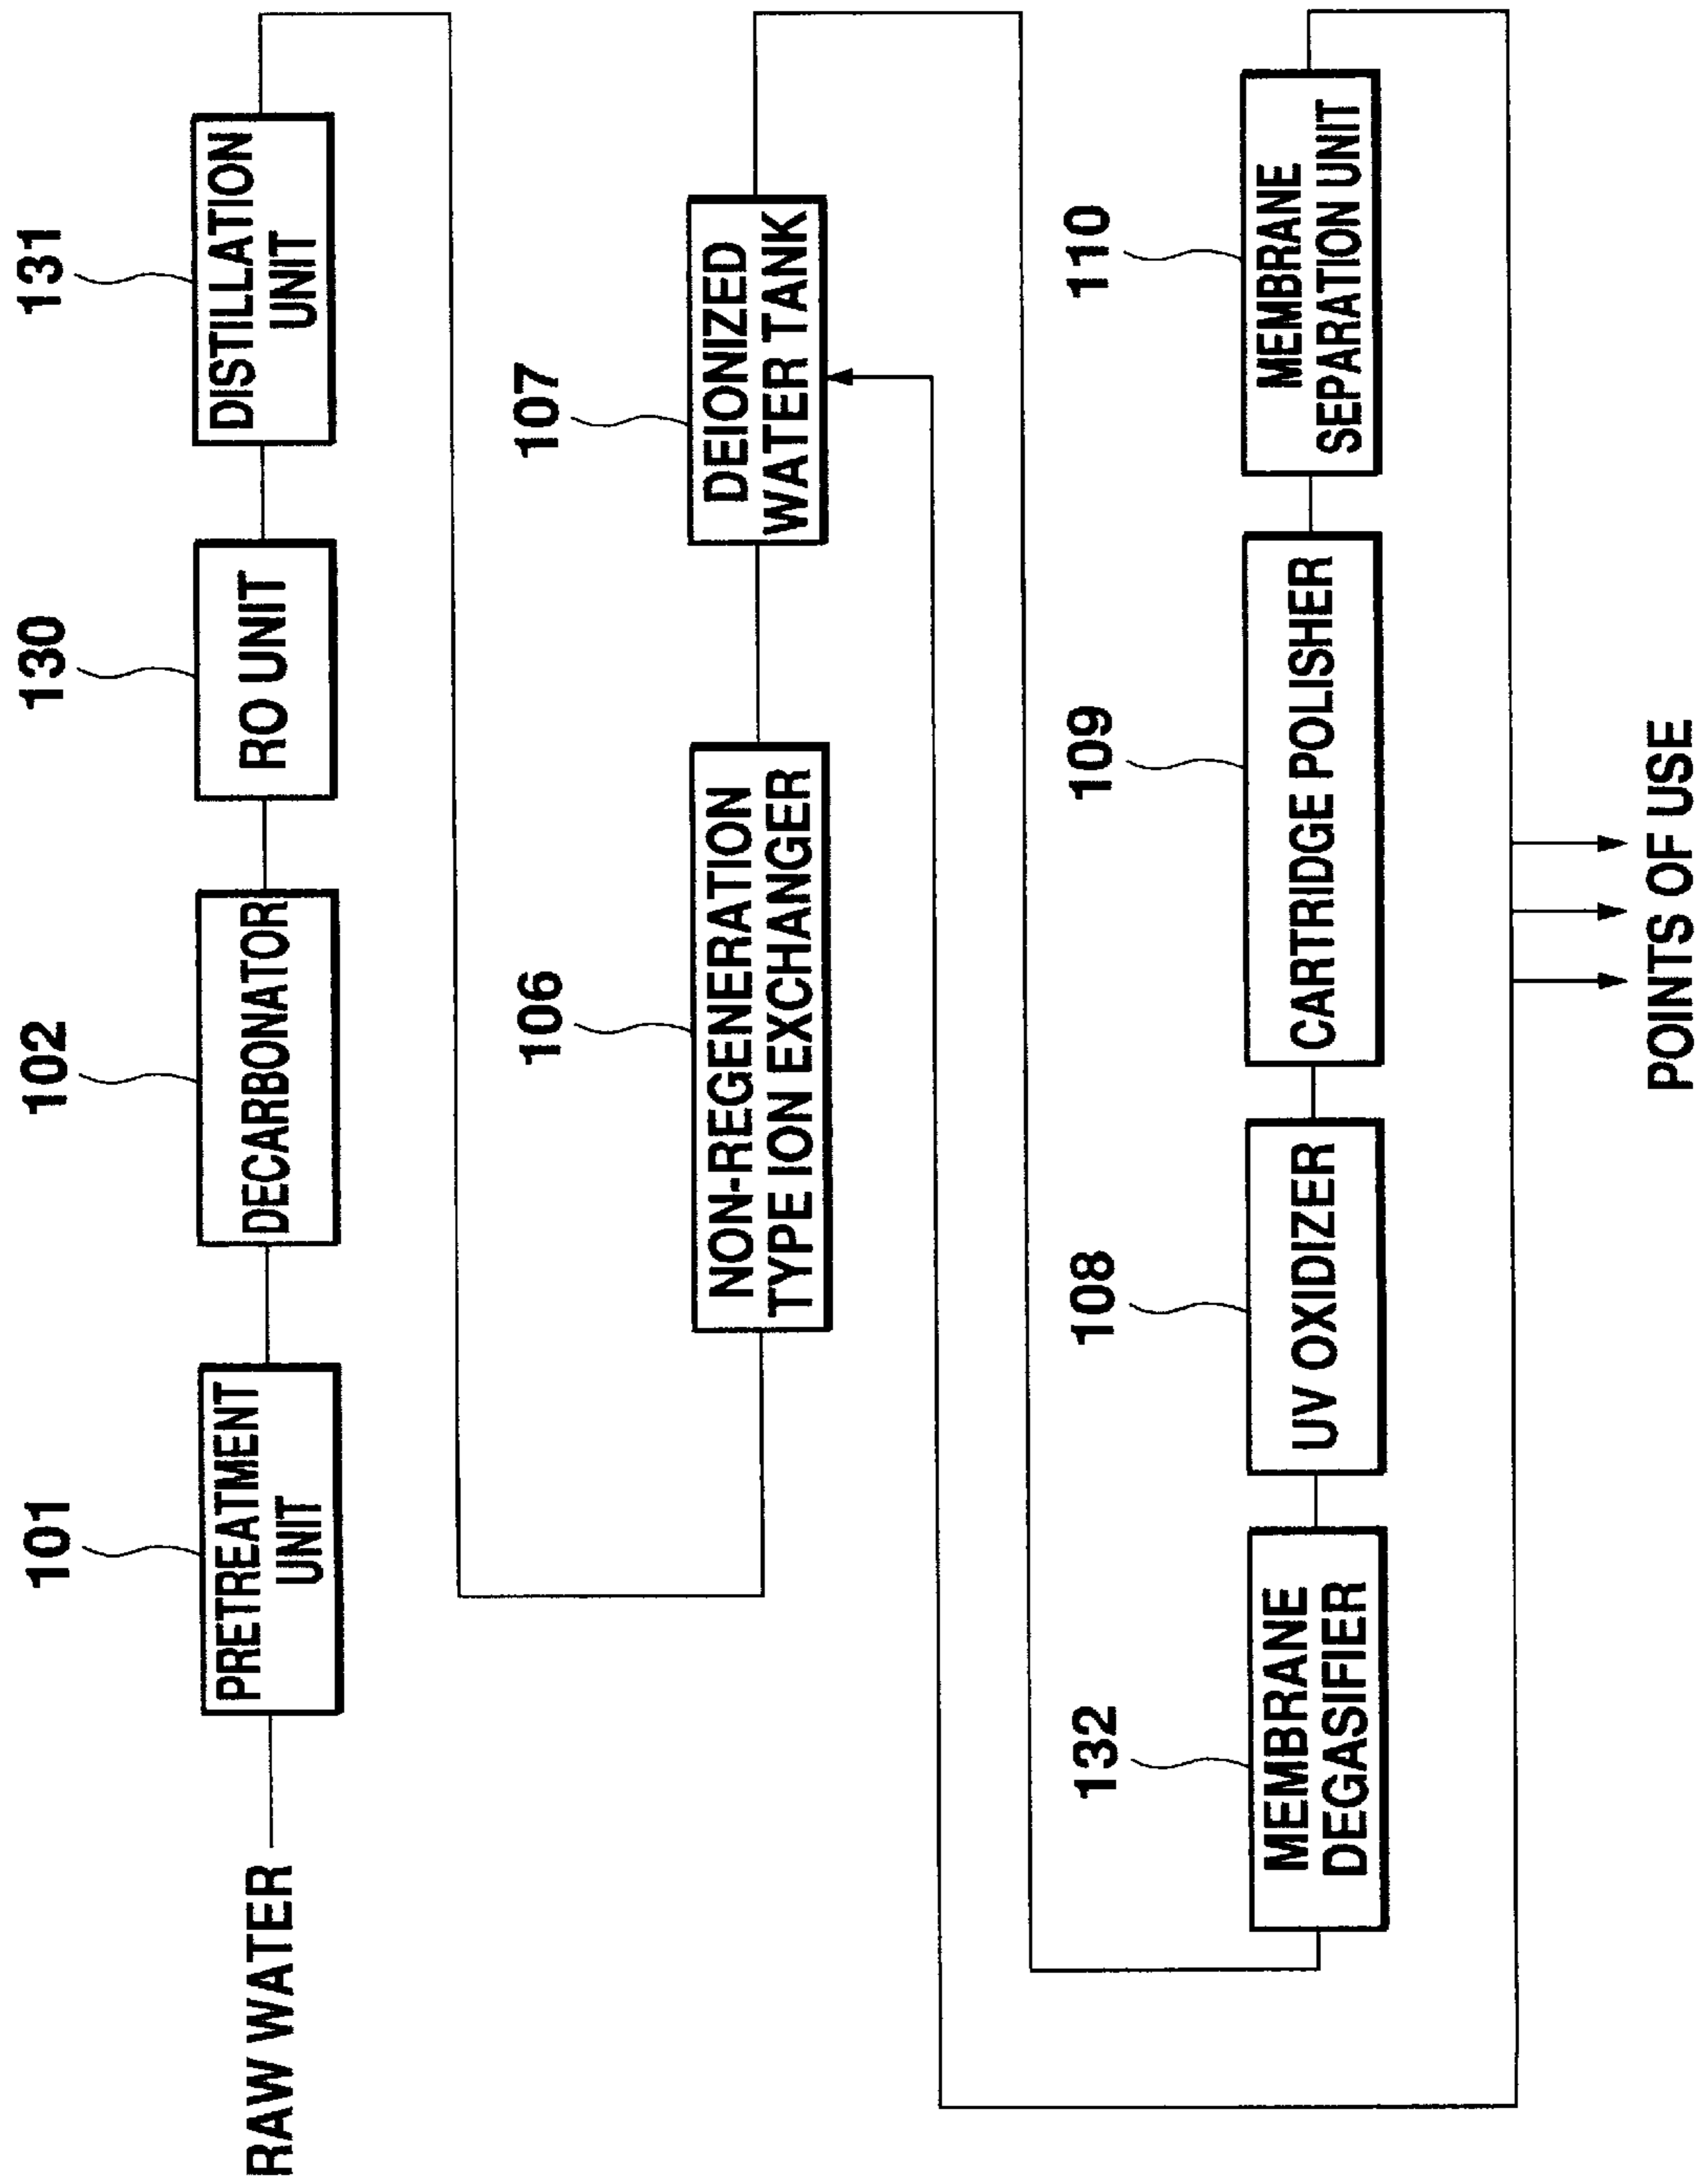 131
130
102
101
DISTILLATION
UNIT
RO UNIT
DECARBONATOR
PRETREATMENT
UNIT
RAW WATER
107
106
DEIONIZED
WATER TANK
NON-REGENERATION
TYPE ION EXCHANGER
110
109
108
132
MEMBRANE
SEPARATION UNIT
CARTRIDGE POLISHER
UV OXIDIZER
MEMBRANE
DEGASIFIER
POINTS OF USE